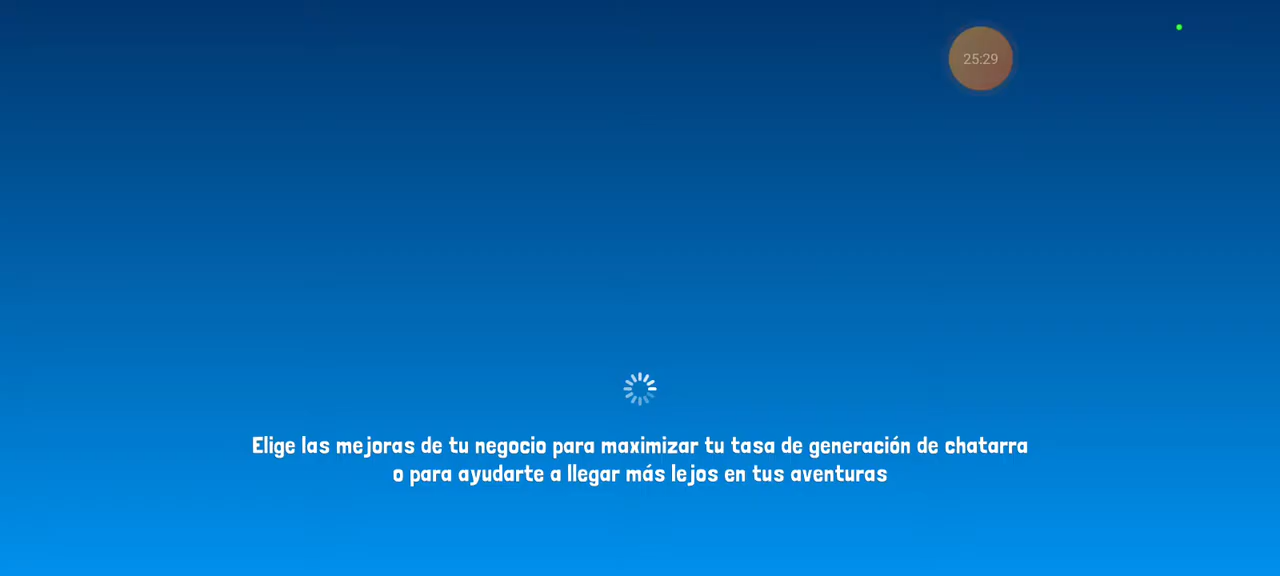 25:29
Elige las mejoras de tu negocio para maximizar tu tasa de generación de chatarra
o para ayudarte a llegar más lejos en tus aventuras